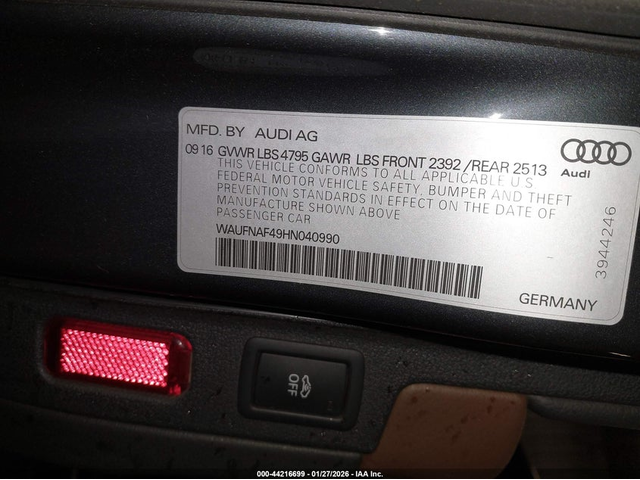 MFD. BY AUDI AG
09 16 GVWR LBS 4795 GAWR LBS FRONT 2392 /REAR 2513
THIS VEHICLE CONFORMS TO ALL APPLICABLE U S
FEDERAL MOTOR VEHICLE SAFETY, BUMPER AND THEFT
PREVENTION STANDARDS IN EFFECT ON THE DATE OF
MANUFACTURE SHOWN ABOVE
PASSENGER CAR
WAUFNAF49HN040990
Audi
3944246
GERMANY
OFF
000-44216699 | 01/27/2026 | IAA Inc.